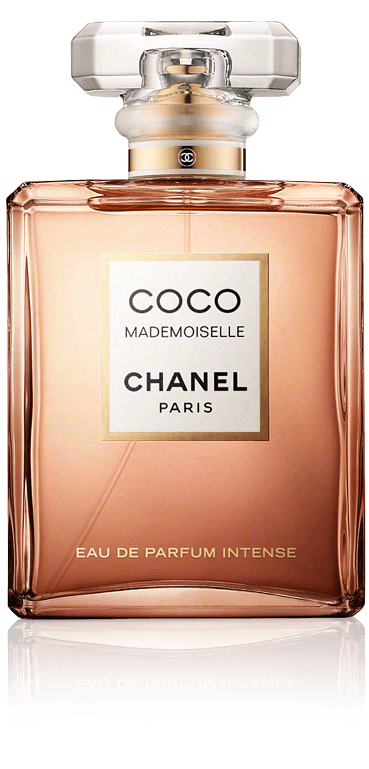 COCO
MADEMOISELLE
CHANEL
PARIS
EAU DE PARFUM INTENSE